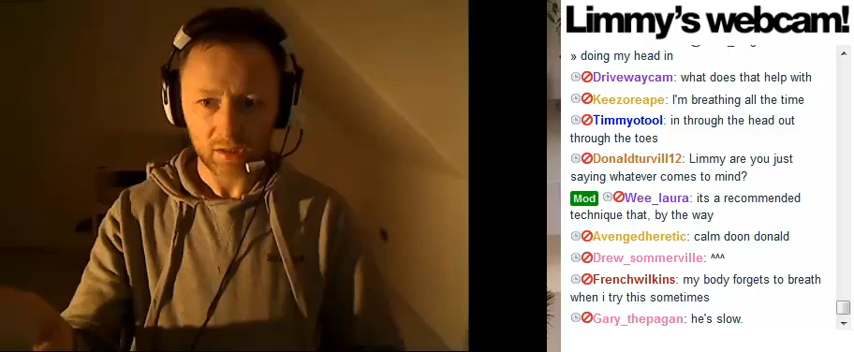 Limmy's webcam!
» doing my head in
Drivewaycam: what does that help with
Keezoreape: I'm breathing all the time
Timmyotool: in through the head out
through the toes
Donaldturvill12: Limmy are you just
saying whatever comes to mind?
Mod Wee_laura: its a recommended
technique that, by the way
Avengedheretic: calm doon donald
Drew_sommerville: ^^^
Frenchwilkins: my body forgets to breath
when i try this sometimes
Gary_thepagan: he's slow.